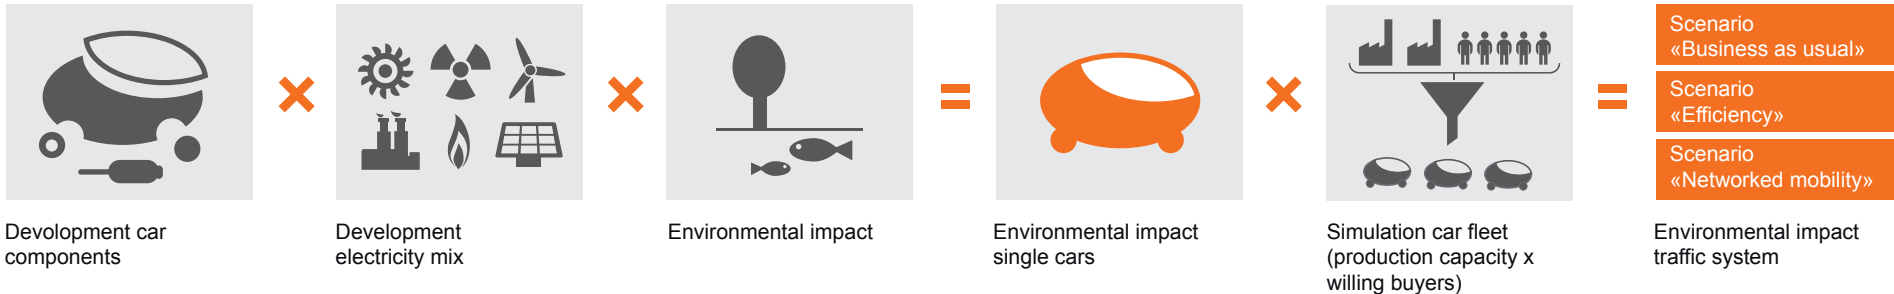 Scenario
«Business as usual»
Scenario
«Efficiency»
Scenario
«Networked mobility»
Devolopment car
components
Development
electricity mix
Environmental impact
Environmental impact
single cars
Simulation car fleet
(production capacity x
willing buyers)
Environmental impact
traffic system